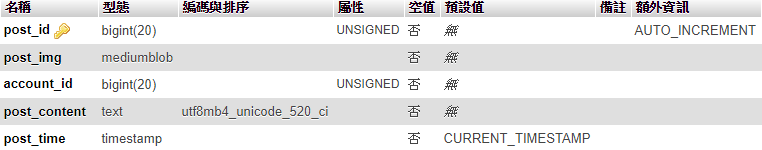 名稱 型態 編碼與排序 屬性 空值 預設值 備註 額外資訊
post_id bigint(20) UNSIGNED 否 無 AUTO_INCREMENT
post_img mediumblob 否 無
account_id bigint(20) UNSIGNED 否 無
post_content text utf8mb4_unicode_520_ci 否 無
post_time timestamp 否 CURRENT_TIMESTAMP